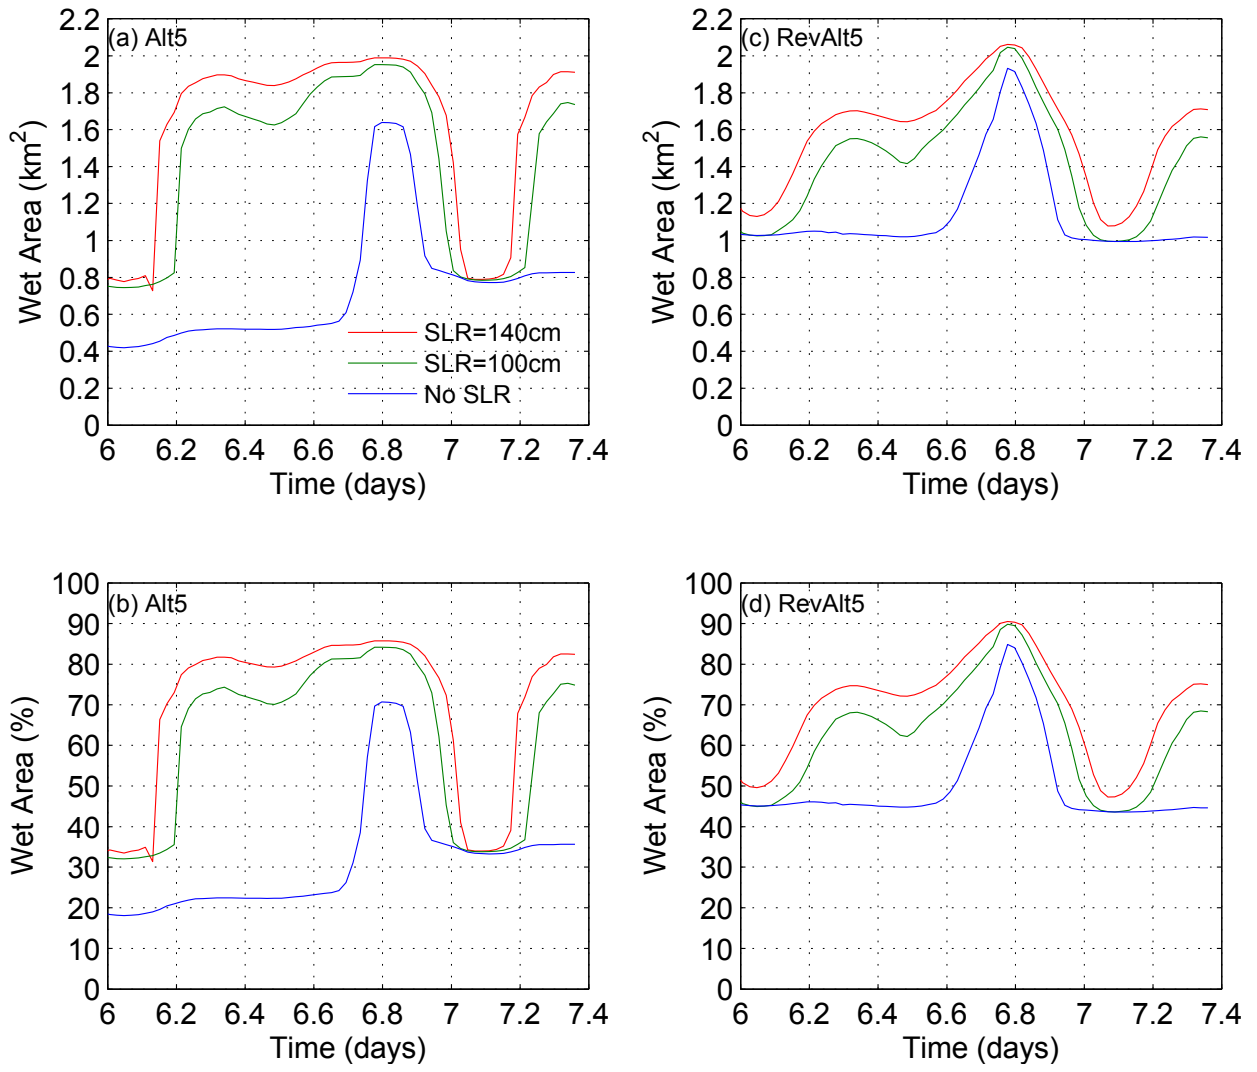 (a) Alt5
Wet Area (km2)
2.2
2
1.8
1.6
1.4
1.2
1
0.8
0.6
0.4
0.2
0
SLR=140cm
SLR=100cm
No SLR
6 6.2 6.4 6.6 6.8 7 7.2 7.4
Time (days)
(c) RevAlt5
Wet Area (km2)
2.2
2
1.8
1.6
1.4
1.2
1
0.8
0.6
0.4
0.2
0
6 6.2 6.4 6.6 6.8 7 7.2 7.4
Time (days)
(b) Alt5
Wet Area (%)
100
90
80
70
60
50
40
30
20
10
0
6 6.2 6.4 6.6 6.8 7 7.2 7.4
Time (days)
(d) RevAlt5
Wet Area (%)
100
90
80
70
60
50
40
30
20
10
0
6 6.2 6.4 6.6 6.8 7 7.2 7.4
Time (days)